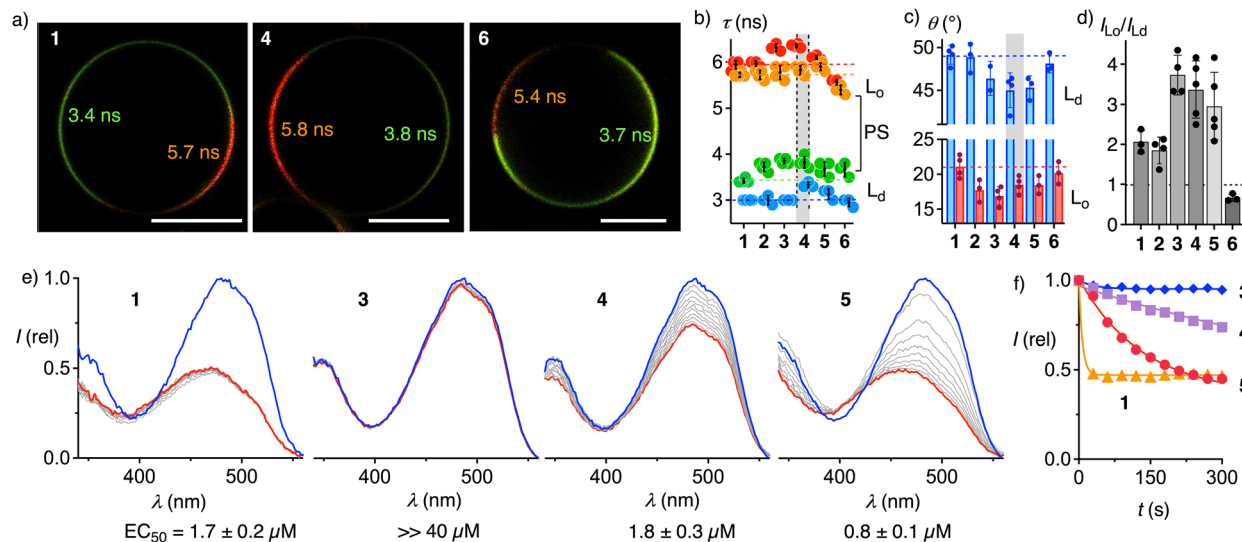 a)
1
4
6
3.4 ns
5.7 ns
5.8 ns
3.8 ns
5.4 ns
3.7 ns
b) τ (ns)
6
5
4
3
Lo
PS
Ld
1 2 3 4 5 6
c) θ (°)
50
45
25
20
15
Ld
Lo
1 2 3 4 5 6
d) ILo/ILd
5
4
3
2
1
0
1 2 3 4 5 6
e)
I (rel)
1.0
0.5
0.0
1
3
4
5
400 500
400 500
400 500
400 500
λ (nm)
λ (nm)
λ (nm)
λ (nm)
EC50 = 1.7 ± 0.2 μM
>> 40 μM
1.8 ± 0.3 μM
0.8 ± 0.1 μM
f)
I (rel)
1.0
0.5
0.0
3
4
5
1
0 150 300
t (s)